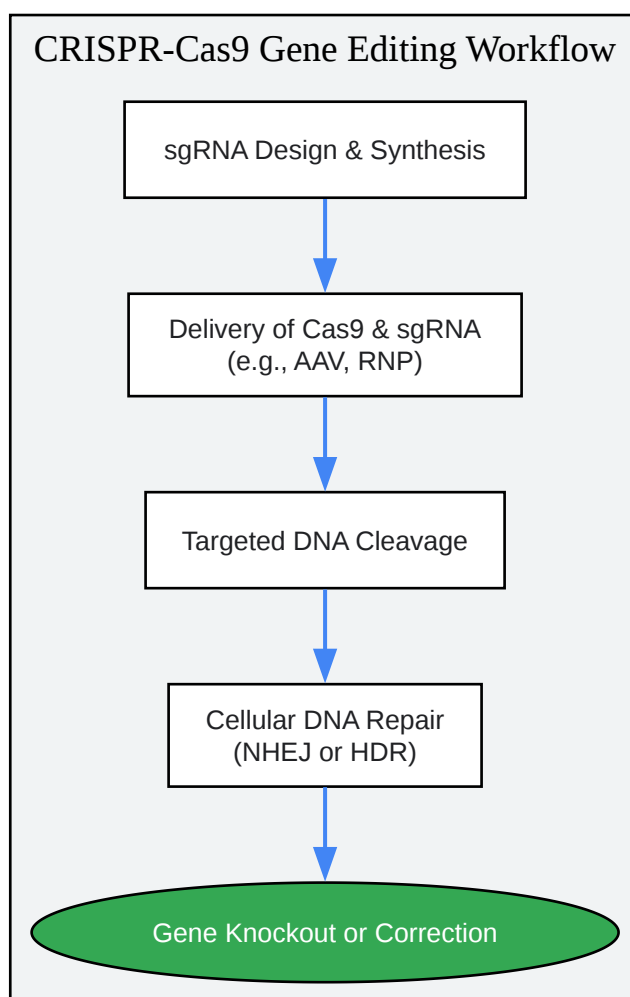 CRISPR-Cas9 Gene Editing Workflow
sgRNA Design & Synthesis
Delivery of Cas9 & sgRNA
(e.g., AAV, RNP)
Targeted DNA Cleavage
Cellular DNA Repair
(NHEJ or HDR)
Gene Knockout or Correction